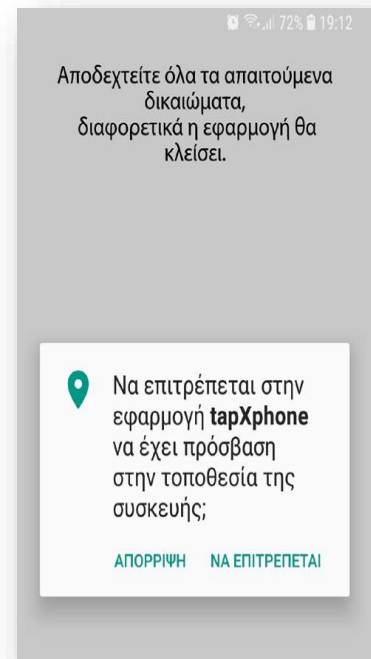 72% 19:12
Αποδεχτείτε όλα τα απαιτούμενα
δικαιώματα,
διαφορετικά η εφαρμογή θα
κλείσει.
Να επιτρέπεται στην
εφαρμογή tapXphone
να έχει πρόσβαση
στην τοποθεσία της
συσκευής;
ΑΠΟΡΡΙΨΗ ΝΑ ΕΠΙΤΡΕΠΕΤΑΙ